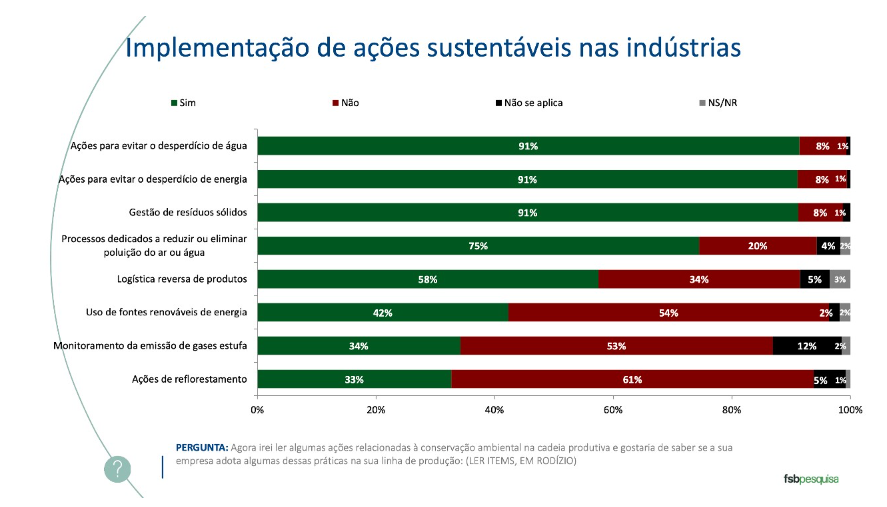 Implementação de ações sustentáveis nas indústrias
Sim Não Não se aplica NS/NR
Ações para evitar o desperdício de água 91% 8% 1%
Ações para evitar o desperdício de energia 91% 8% 1%
Gestão de resíduos sólidos 91% 8% 1%
Processos dedicados a reduzir ou eliminar
poluição do ar ou água 75% 20% 4% 2%
Logística reversa de produtos 58% 34% 5% 3%
Uso de fontes renováveis de energia 42% 54% 2% 2%
Monitoramento da emissão de gases estufa 34% 53% 12% 2%
Ações de reflorestamento 33% 61% 5% 1%
0% 20% 40% 60% 80% 100%
PERGUNTA: Agora irei ler algumas ações relacionadas à conservação ambiental na cadeia produtiva e gostaria de saber se a sua
empresa adota algumas dessas práticas na sua linha de produção: (LER ITEMS, EM RODÍZIO)
?
fsbpesquisa